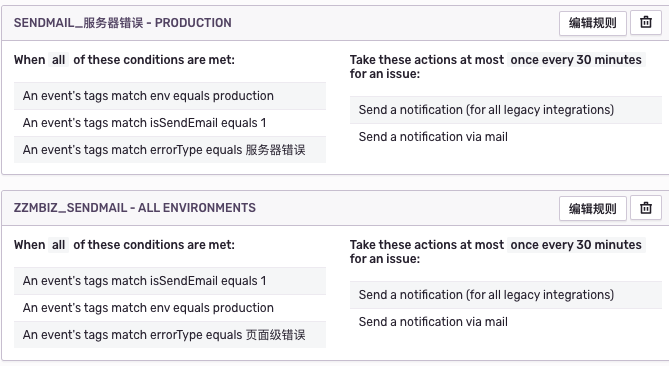 SENDMAIL_服务器错误 - PRODUCTION
编辑规则
When all of these conditions are met:
An event's tags match env equals production
An event's tags match isSendEmail equals 1
An event's tags match errorType equals 服务器错误
Take these actions at most once every 30 minutes
for an issue:
Send a notification (for all legacy integrations)
Send a notification via mail
ZZMBIZ_SENDMAIL - ALL ENVIRONMENTS
编辑规则
When all of these conditions are met:
An event's tags match isSendEmail equals 1
An event's tags match env equals production
An event's tags match errorType equals 页面级错误
Take these actions at most once every 30 minutes
for an issue:
Send a notification (for all legacy integrations)
Send a notification via mail